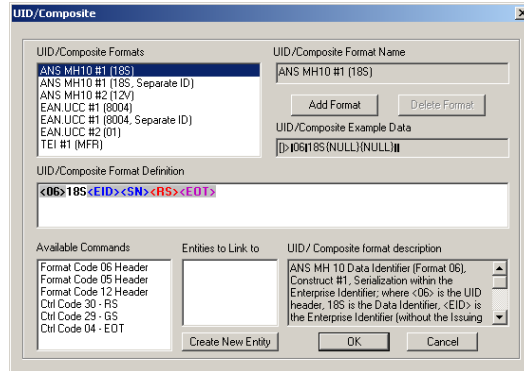 UID/Composite
UID/Composite Formats
ANS MH10 #1 (18S)
ANS MH10 #1 (18S, Separate ID)
ANS MH10 #2 (12V)
EAN.UCC #1 (8004)
EAN.UCC #1 (8004, Separate ID)
EAN.UCC #2 (01)
TEI #1 (MFR)
UID/Composite Format Name
ANS MH10 #1 (18S)
Add Format
Delete Format
UID/Composite Example Data
[)>▮06▮18S{NULL}{NULL}▮▮
UID/Composite Format Definition
<06>18S<EID><SN><RS><EOT>
Available Commands
Format Code 06 Header
Format Code 05 Header
Format Code 12 Header
Ctrl Code 30 - RS
Ctrl Code 29 - GS
Ctrl Code 04 - EOT
Entities to Link to
Create New Entity
UID/ Composite format description
ANS MH 10 Data Identifier (Format 06),
Construct #1, Serialization within the
Enterprise Identifier; where <06> is the UID
header, 18S is the Data Identifier, <EID> is
the Enterprise Identifier (without the Issuing
OK
Cancel